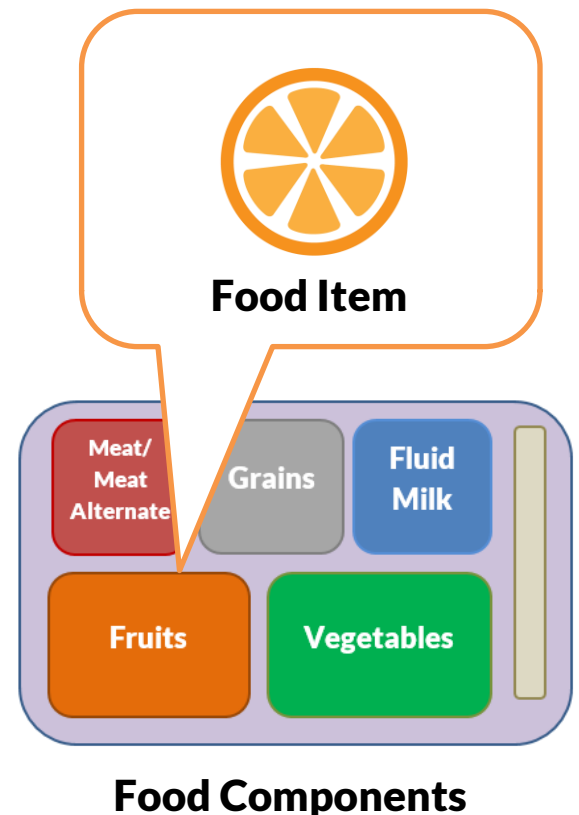 Food Item
Meat/
Meat
Alternate
Grains
Fluid
Milk
Fruits
Vegetables
Food Components